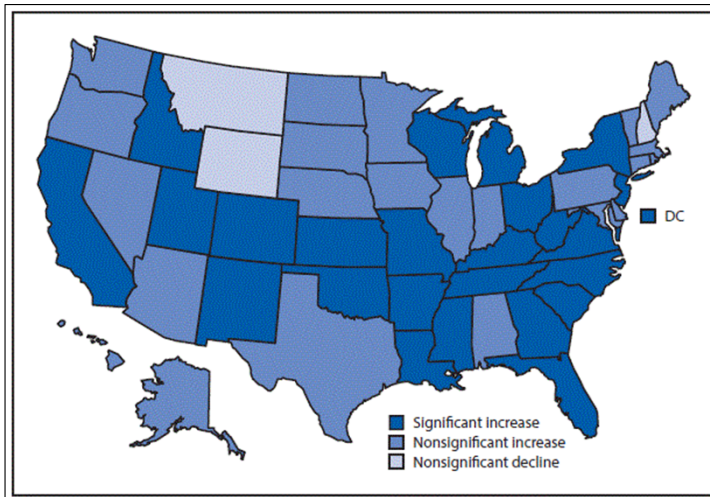 DC
Significant increase
Nonsignificant increase
Nonsignificant decline